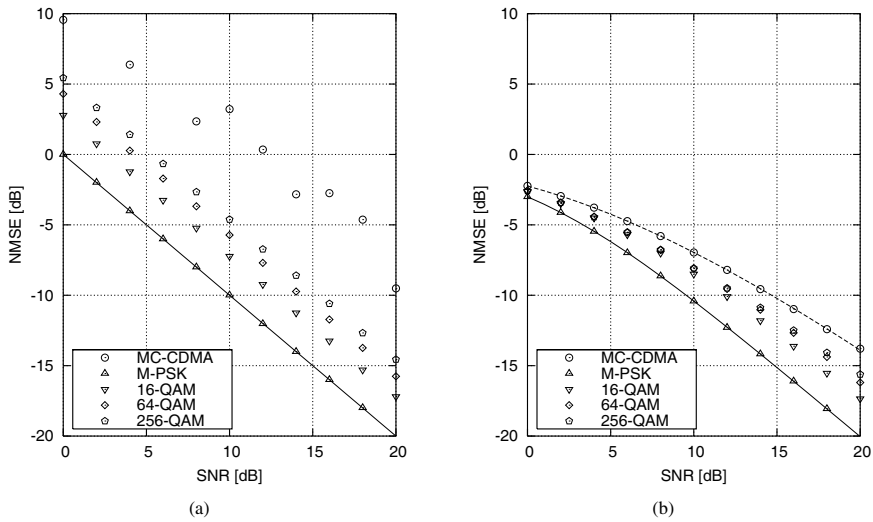 10
5
0
-5
-10
-15
-20
NMSE [dB]
MC-CDMA
M-PSK
16-QAM
64-QAM
256-QAM
0 5 10 15 20
SNR [dB]
(a)
10
5
0
-5
-10
-15
-20
NMSE [dB]
MC-CDMA
M-PSK
16-QAM
64-QAM
256-QAM
0 5 10 15 20
SNR [dB]
(b)